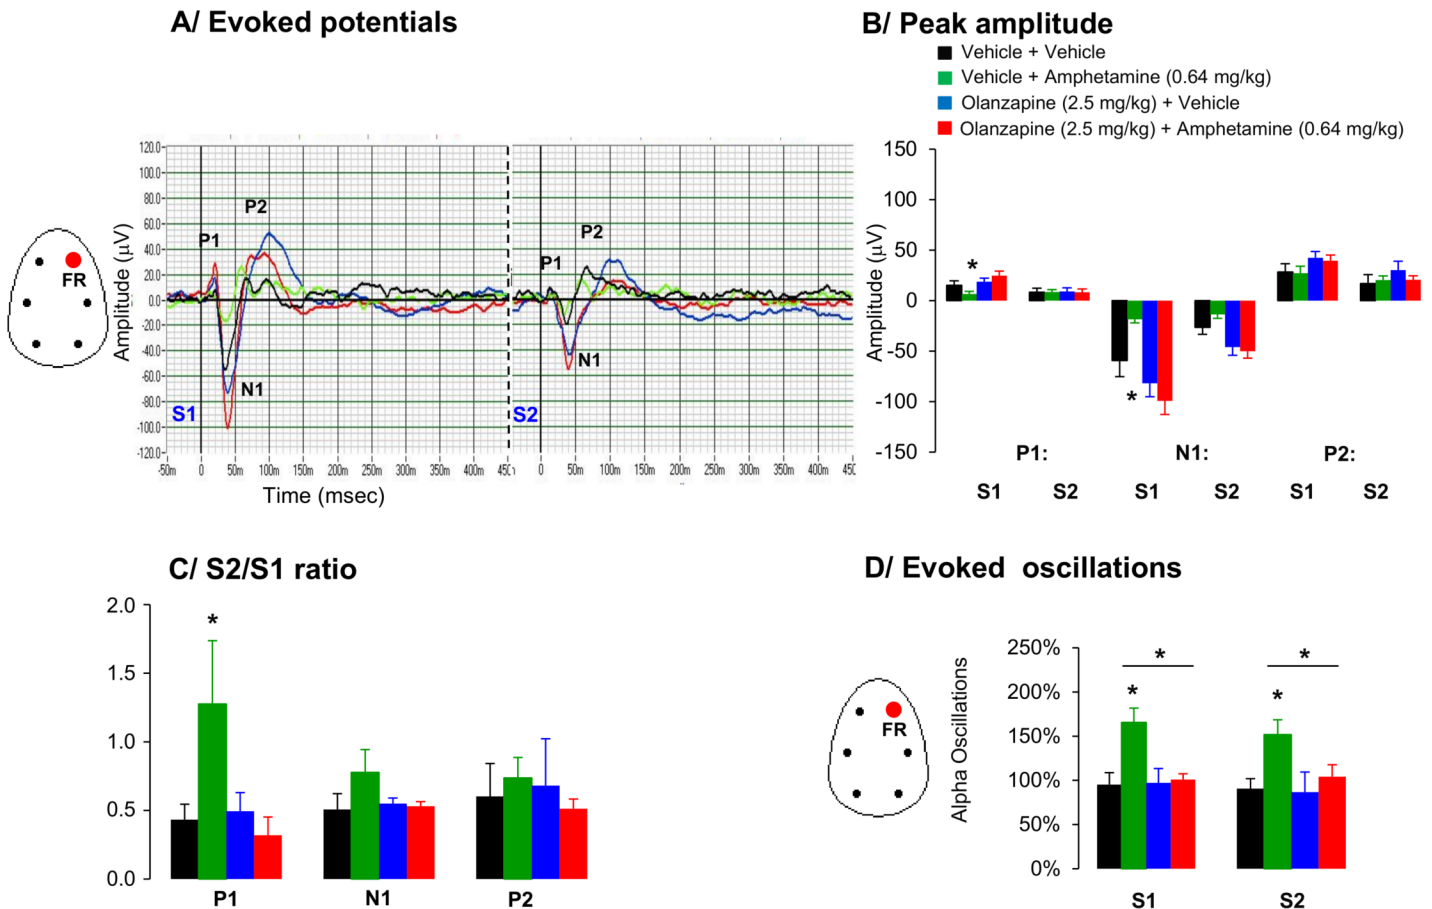 A/ Evoked potentials
120.0
100.0
80.0
60.0
40.0
20.0
0.00
-20.0
-40.0
-60.0
-80.0
-100.0
-120.0
Amplitude (µV)
FR
P1
P2
N1
S1
P1
P2
N1
S2
-50m 0 50m 100m 150m 200m 250m 300m 350m 400m 0 50m 100m 150m 200m 250m 300m 350m 400m
Time (msec)
B/ Peak amplitude
Vehicle + Vehicle
Vehicle + Amphetamine (0.64 mg/kg)
Olanzapine (2.5 mg/kg) + Vehicle
Olanzapine (2.5 mg/kg) + Amphetamine (0.64 mg/kg)
150
100
50
0
-50
-100
-150
Amplitude (µV)
*
*
P1: N1: P2:
S1 S2 S1 S2 S1 S2
C/ S2/S1 ratio
2.0
1.5
1.0
0.5
0.0
*
P1 N1 P2
D/ Evoked oscillations
FR
Alpha Oscillations
250%
200%
150%
100%
50%
0%
* *
* *
S1 S2